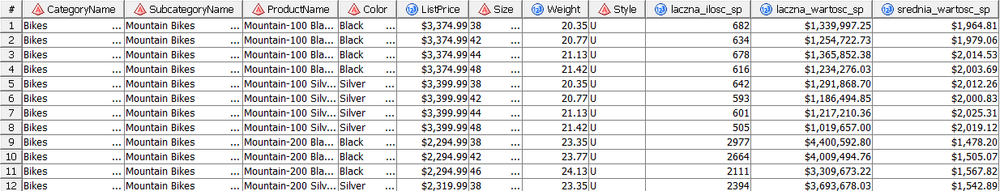 # CategoryName SubcategoryName ProductName Color ListPrice Size Weight Style laczna_ilosc_sp laczna_wartosc_sp srednia_wartosc_sp
1 Bikes ... Mountain Bikes ... Mountain-100 Bla... Black ... $3,374.99 38 ... 20.35 U 682 $1,339,997.25 $1,964.81
2 Bikes ... Mountain Bikes ... Mountain-100 Bla... Black ... $3,374.99 42 ... 20.77 U 634 $1,254,722.73 $1,979.06
3 Bikes ... Mountain Bikes ... Mountain-100 Bla... Black ... $3,374.99 44 ... 21.13 U 678 $1,365,852.38 $2,014.53
4 Bikes ... Mountain Bikes ... Mountain-100 Bla... Black ... $3,374.99 48 ... 21.42 U 616 $1,234,276.03 $2,003.69
5 Bikes ... Mountain Bikes ... Mountain-100 Silv... Silver ... $3,399.99 38 ... 20.35 U 642 $1,291,868.70 $2,012.26
6 Bikes ... Mountain Bikes ... Mountain-100 Silv... Silver ... $3,399.99 42 ... 20.77 U 593 $1,186,494.85 $2,000.83
7 Bikes ... Mountain Bikes ... Mountain-100 Silv... Silver ... $3,399.99 44 ... 21.13 U 601 $1,217,210.36 $2,025.31
8 Bikes ... Mountain Bikes ... Mountain-100 Silv... Silver ... $3,399.99 48 ... 21.42 U 505 $1,019,657.00 $2,019.12
9 Bikes ... Mountain Bikes ... Mountain-200 Bla... Black ... $2,294.99 38 ... 23.35 U 2977 $4,400,592.80 $1,478.20
10 Bikes ... Mountain Bikes ... Mountain-200 Bla... Black ... $2,294.99 42 ... 23.77 U 2664 $4,009,494.76 $1,505.07
11 Bikes ... Mountain Bikes ... Mountain-200 Bla... Black ... $2,294.99 46 ... 24.13 U 2111 $3,309,673.22 $1,567.82
12 Bikes ... Mountain Bikes ... Mountain-200 Silv... Silver ... $2,319.99 38 ... 23.35 U 2394 $3,693,678.03 $1,542.89